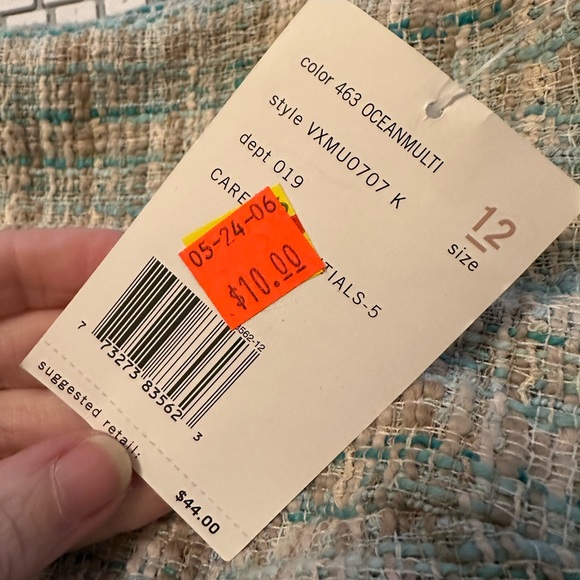 color 463 OCEANMULTI
style VXMU0707 K
dept 019
12
size
CARE TIALS-5
05-24-06
$10.00
562-12
7 73273 83562 3
suggested retail:
$44.00